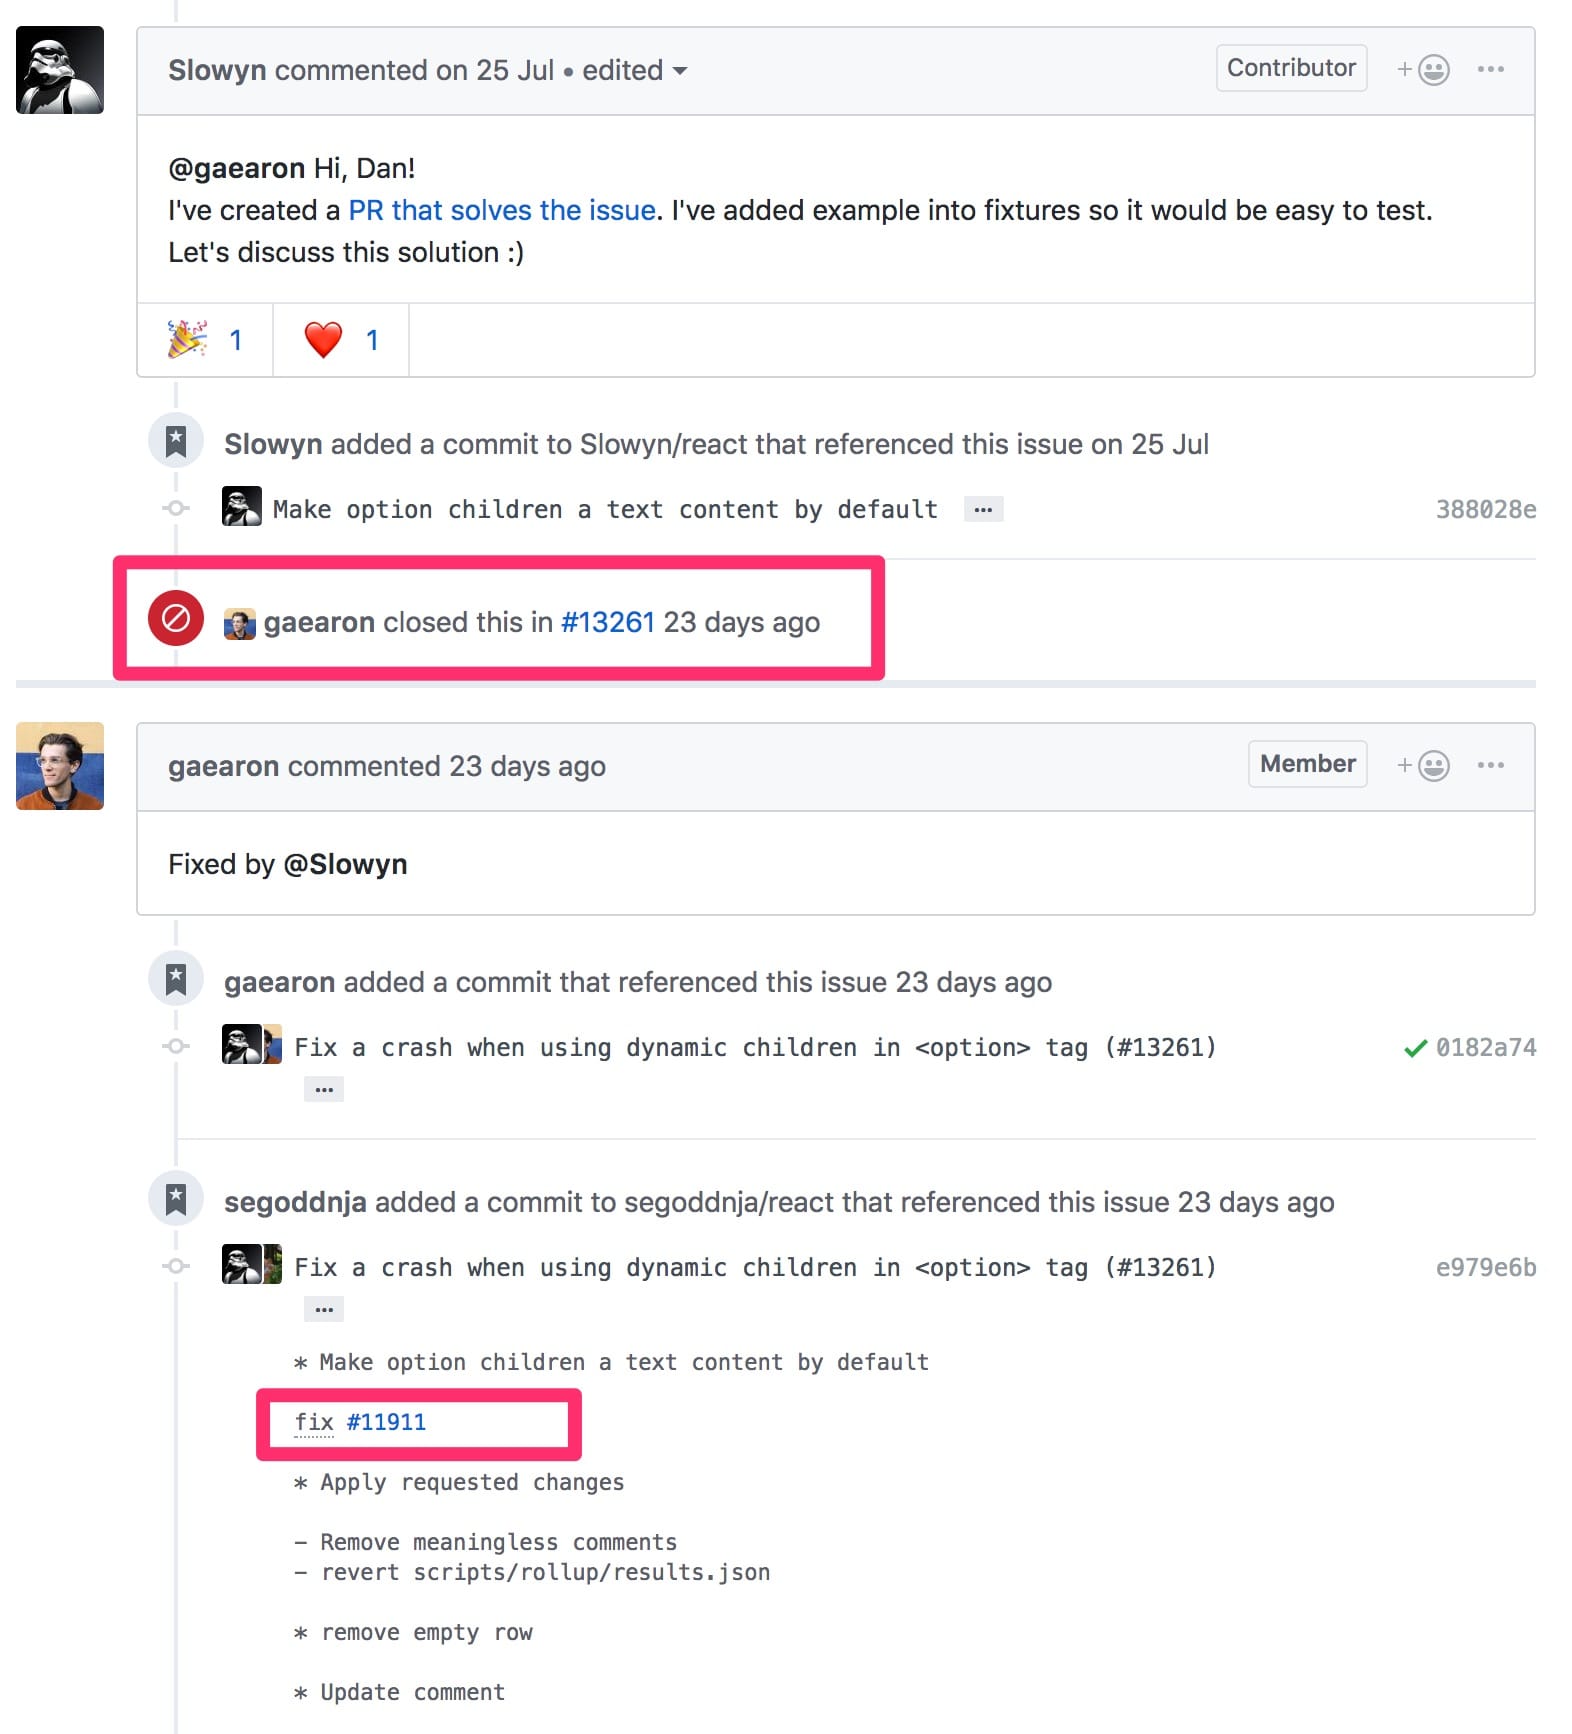 Slowyn commented on 25 Jul • edited
Contributor
@gaearon Hi, Dan!
I've created a PR that solves the issue. I've added example into fixtures so it would be easy to test.
Let's discuss this solution :)
1 1
Slowyn added a commit to Slowyn/react that referenced this issue on 25 Jul
Make option children a text content by default … 388028e
gaearon closed this in #13261 23 days ago
gaearon commented 23 days ago
Member
Fixed by @Slowyn
gaearon added a commit that referenced this issue 23 days ago
Fix a crash when using dynamic children in <option> tag (#13261) 0182a74
…
segoddnja added a commit to segoddnja/react that referenced this issue 23 days ago
Fix a crash when using dynamic children in <option> tag (#13261) e979e6b
…
* Make option children a text content by default
fix #11911
* Apply requested changes
- Remove meaningless comments
- revert scripts/rollup/results.json
* remove empty row
* Update comment